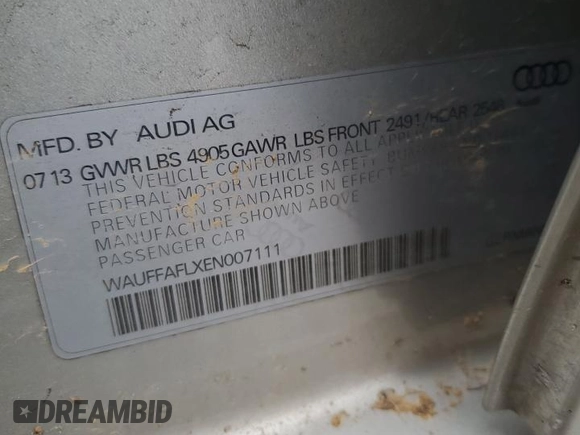 MFD. BY AUDI AG
07 13 GVWR LBS 4905 GAWR LBS FRONT 2491/REAR
THIS VEHICLE CONFORMS TO ALL
FEDERAL MOTOR VEHICLE SAFETY
PREVENTION STANDARDS IN EFFECT
MANUFACTURE SHOWN ABOVE
PASSENGER CAR
WAUFFAFLXEN007111
DREAMBID